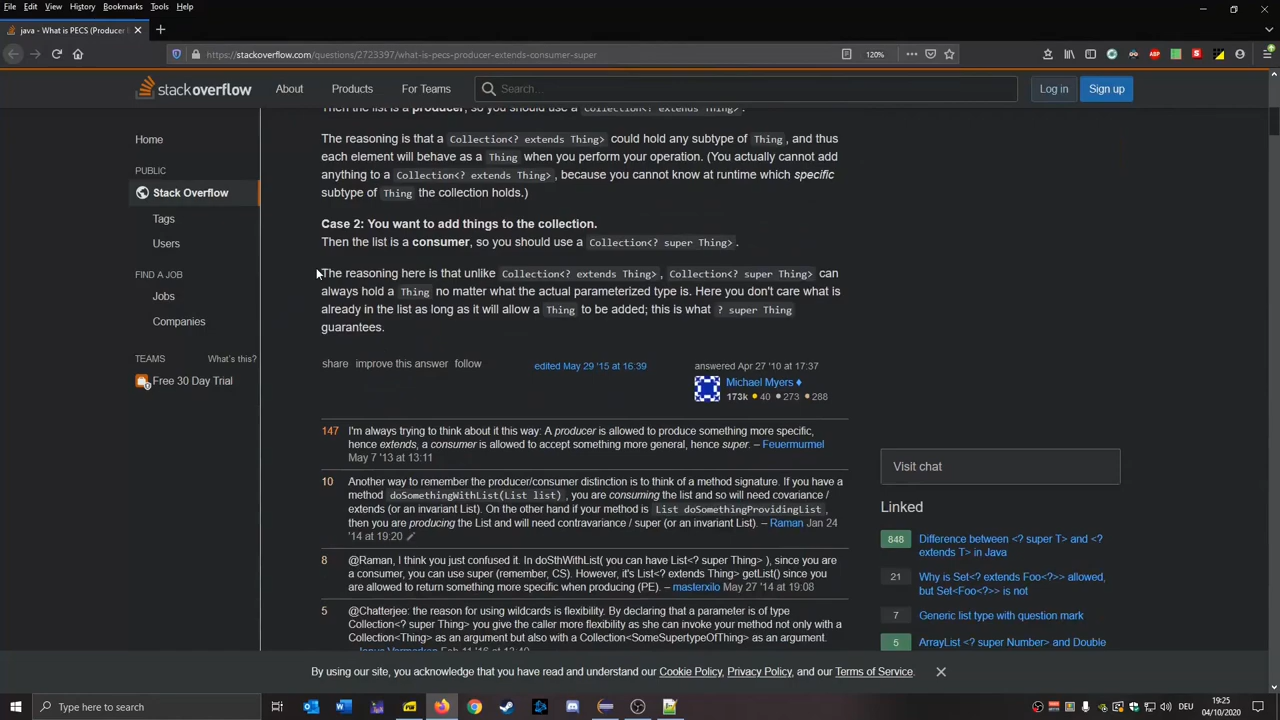 File Edit View History Bookmarks Tools Help
java - What is PECS (Producer
https://stackoverflow.com/questions/2723397/what-is-pecs-producer-extends-consumer-super
120%
stackoverflow
About
Products
For Teams
Search...
Log in
Sign up
Home
PUBLIC
Stack Overflow
Tags
Users
FIND A JOB
Jobs
Companies
TEAMS What's this?
Free 30 Day Trial
Then the list is a producer, so you should use a Collection<? extends Thing>.
The reasoning is that a Collection<? extends Thing> could hold any subtype of Thing, and thus
each element will behave as a Thing when you perform your operation. (You actually cannot add
anything to a Collection<? extends Thing>, because you cannot know at runtime which specific
subtype of Thing the collection holds.)
Case 2: You want to add things to the collection.
Then the list is a consumer, so you should use a Collection<? super Thing>.
The reasoning here is that unlike Collection<? extends Thing>, Collection<? super Thing> can
always hold a Thing no matter what the actual parameterized type is. Here you don't care what is
already in the list as long as it will allow a Thing to be added; this is what ? super Thing
guarantees.
share improve this answer follow
edited May 29 '15 at 16:39
answered Apr 27 '10 at 17:37
Michael Myers ♦
173k 40 273 288
147 I'm always trying to think about it this way: A producer is allowed to produce something more specific,
hence extends, a consumer is allowed to accept something more general, hence super. – Feuermurmel
May 7 '13 at 13:11
10 Another way to remember the producer/consumer distinction is to think of a method signature. If you have a
method doSomethingWithList(List list), you are consuming the list and so will need covariance /
extends (or an invariant List). On the other hand if your method is List doSomethingProvidingList,
then you are producing the List and will need contravariance / super (or an invariant List). – Raman Jan 24
'14 at 19:20
8 @Raman, I think you just confused it. In doSthWithList( you can have List<? super Thing> ), since you are
a consumer, you can use super (remember, CS). However, it's List<? extends Thing> getList() since you
are allowed to return something more specific when producing (PE). – masterxilo May 27 '14 at 19:08
5 @Chatterjee: the reason for using wildcards is flexibility. By declaring that a parameter is of type
Collection<? super Thing> you give the caller more flexibility as she can invoke your method not only with
a Collection<Thing> as an argument but also with a Collection<SomeSupertypeOfThing> as an argument.
Visit chat
Linked
848 Difference between <? super T> and <?
extends T> in Java
21 Why is Set<? extends Foo<?>> allowed,
but Set<Foo<?>> is not
7 Generic list type with question mark
5 ArrayList <? super Number> and Double
By using our site, you acknowledge that you have read and understand our Cookie Policy, Privacy Policy, and our Terms of Service.
Type here to search
DEU
19:25
04/10/2020